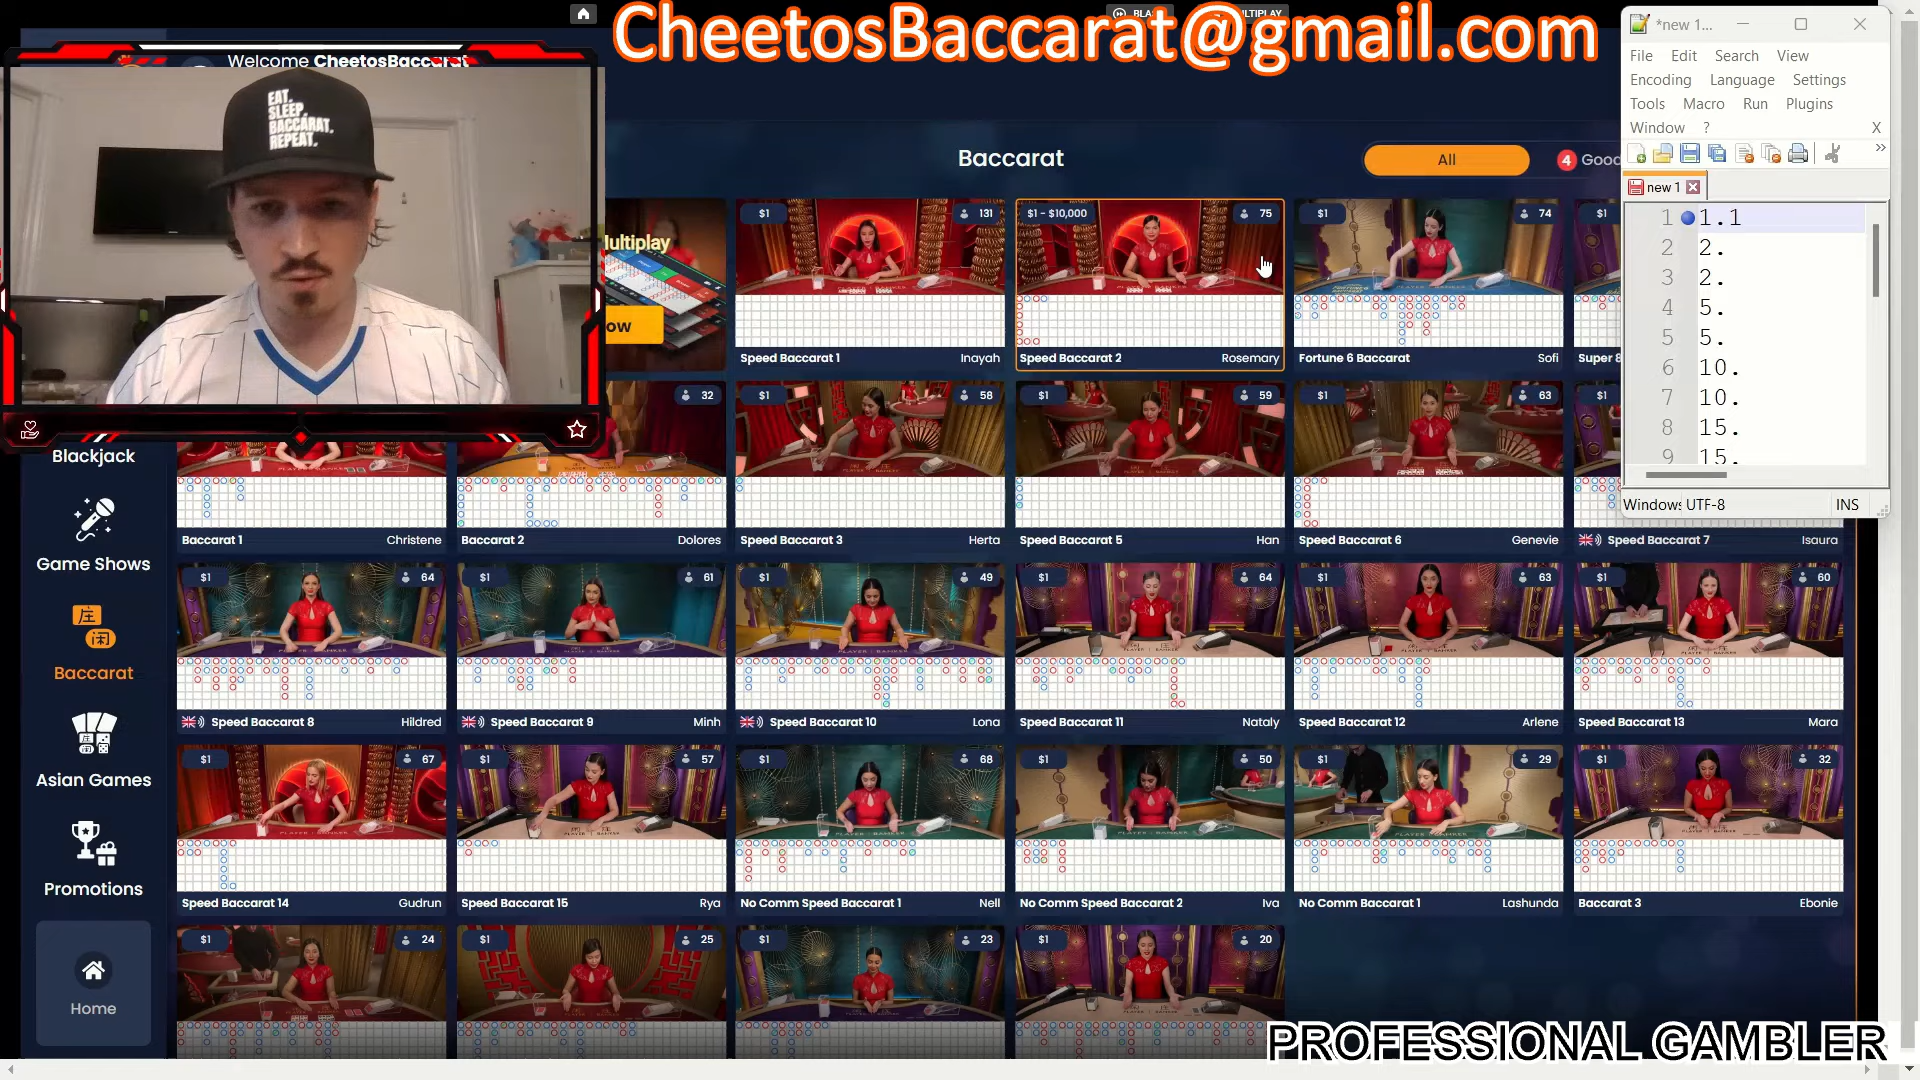 CheetosBaccarat@gmail.com
Welcome CheetosBaccarat
EAT.
SLEEP.
BACCARAT.
REPEAT.
Baccarat
All
4
*new 1...
File Edit Search View
Encoding Language Settings
Tools Macro Run Plugins
Window ? X
new 1
1 1.1
2 2.
3 2.
4 5.
5 5.
6 10.
7 10.
8 15.
9 15.
UTF-8 INS
$1 131
$1 - $10,000 75
$1 74
$1
Speed Baccarat 1 Inayah
Speed Baccarat 2 Rosemary
Fortune 6 Baccarat Sofi
Super 8
32
$1 58
$1 59
$1 63
$1
Baccarat 1 Christene
Baccarat 2 Dolores
Speed Baccarat 3 Herta
Speed Baccarat 5 Han
Speed Baccarat 6 Genevie
Speed Baccarat 7 Isaura
$1 64
$1 61
$1 49
$1 64
$1 63
$1 60
Speed Baccarat 8 Hildred
Speed Baccarat 9 Minh
Speed Baccarat 10 Lona
Speed Baccarat 11 Nataly
Speed Baccarat 12 Arlene
Speed Baccarat 13 Mara
$1 67
$1 57
$1 68
$1 50
$1 29
$1 32
Speed Baccarat 14 Gudrun
Speed Baccarat 15 Rya
No Comm Speed Baccarat 1 Nell
No Comm Speed Baccarat 2 Iva
No Comm Baccarat 1 Lashunda
Baccarat 3 Ebonie
$1 24
$1 25
$1 23
$1 20
Blackjack
Game Shows
庄
闲
Baccarat
Asian Games
Promotions
Home
PROFESSIONAL GAMBLER